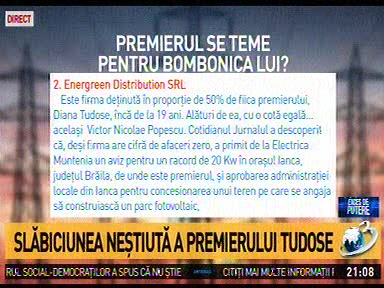 DIRECT
PREMIERUL SE TEME
PENTRU BOMBONICA LUI?
2. Energreen Distribution SRL
Este firma deținută în proporție de 50% de fiica premierului,
Diana Tudose, încă de la 19 ani. Alături de ea, cu o cotă egală...
același Victor Nicolae Popescu. Cotidianul Jurnalul a descoperit
că, deși firma are cifră de afaceri zero, a primit de la Electrica
Muntenia un aviz pentru un racord de 20 Kw în orașul Ianca,
județul Brăila, de unde este premierul, și aprobarea administrației
locale din Ianca pentru concesionarea unui teren pe care se angaja
să construiască un parc fotovoltaic,
EXCES DE
PUTERE
SLĂBICIUNEA NEȘTIUTĂ A PREMIERULUI TUDOSE
RUL SOCIAL-DEMOCRAȚILOR A SPUS CĂ NU ȘTIE
CITIȚI MAI MULTE INFORMAȚII P
21:08